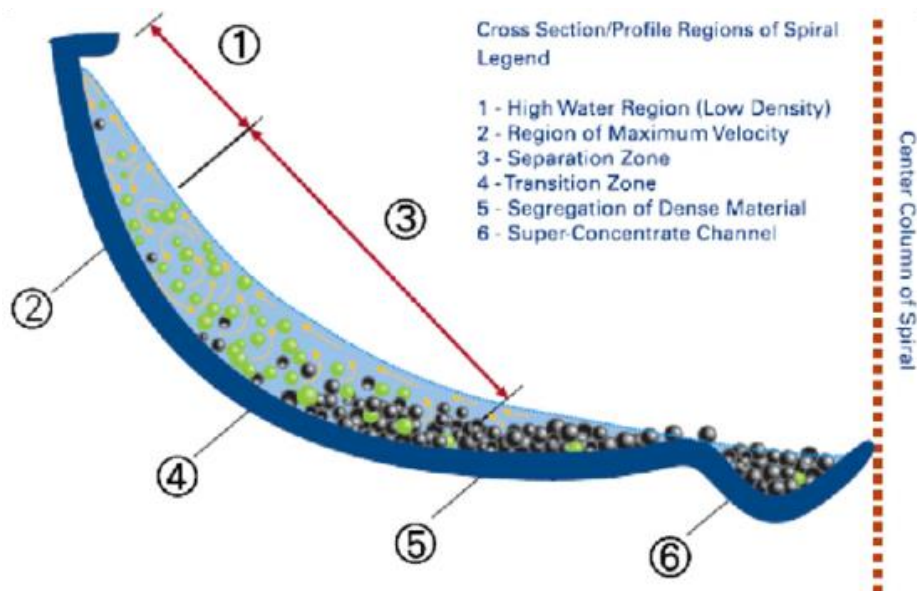 Cross Section/Profile Regions of Spiral
Legend
1 - High Water Region (Low Density)
2 - Region of Maximum Velocity
3 - Separation Zone
4 - Transition Zone
5 - Segregation of Dense Material
6 - Super-Concentrate Channel
1
3
2
4
5
6
Center Column of Spiral